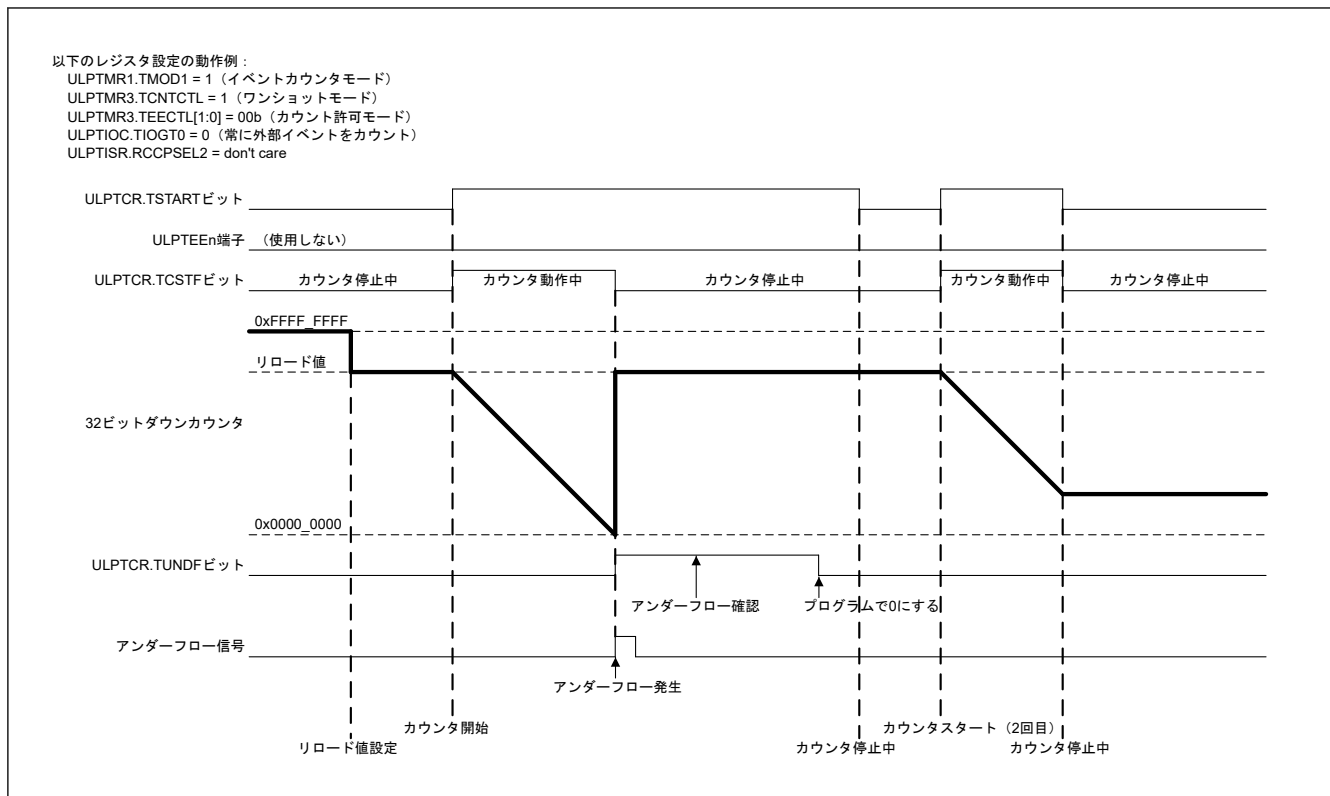 以下のレジスタ設定の動作例：
ULPTMR1.TMOD1 = 1（イベントカウンタモード）
ULPTMR3.TCNTCTL = 1（ワンショットモード）
ULPTMR3.TEECTL[1:0] = 00b（カウント許可モード）
ULPTIOC.TIOGT0 = 0（常に外部イベントをカウント）
ULPTISR.RCCPSEL2 = don't care
ULPTCR.TSTARTビット
ULPTEEn端子 （使用しない）
ULPTCR.TCSTFビット カウンタ停止中 カウンタ動作中 カウンタ停止中 カウンタ動作中 カウンタ停止中
0xFFFF_FFFF
リロード値
32ビットダウンカウンタ
0x0000_0000
ULPTCR.TUNDFビット
アンダーフロー確認 プログラムで0にする
アンダーフロー信号
アンダーフロー発生
カウンタ開始 カウンタスタート（2回目）
リロード値設定 カウンタ停止中 カウンタ停止中